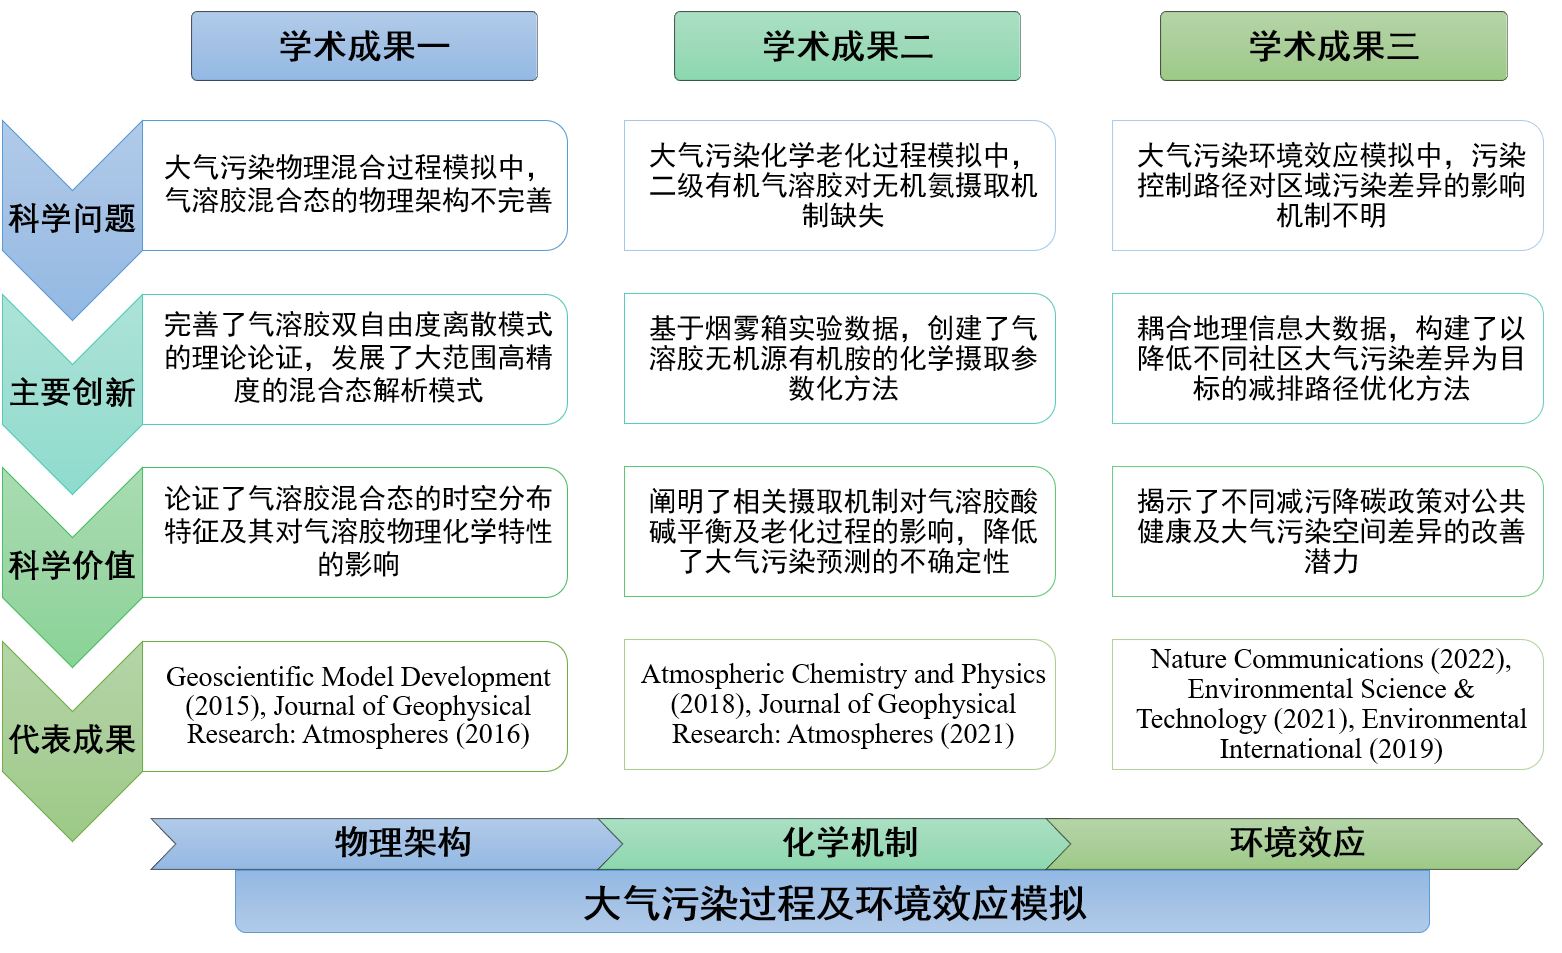 学术成果一
学术成果二
学术成果三
科学问题
大气污染物理混合过程模拟中，
气溶胶混合态的物理架构不完善
大气污染化学老化过程模拟中，
二级有机气溶胶对无机氨摄取机
制缺失
大气污染环境效应模拟中，污染
控制路径对区域污染差异的影响
机制不明
主要创新
完善了气溶胶双自由度离散模式
的理论论证，发展了大范围高精
度的混合态解析模式
基于烟雾箱实验数据，创建了气
溶胶无机源有机胺的化学摄取参
数化方法
耦合地理信息大数据，构建了以
降低不同社区大气污染差异为目
标的减排路径优化方法
科学价值
论证了气溶胶混合态的时空分布
特征及其对气溶胶物理化学特性
的影响
阐明了相关摄取机制对气溶胶酸
碱平衡及老化过程的影响，降低
了大气污染预测的不确定性
揭示了不同减污降碳政策对公共
健康及大气污染空间差异的改善
潜力
代表成果
Geoscientific Model Development
(2015), Journal of Geophysical
Research: Atmospheres (2016)
Atmospheric Chemistry and Physics
(2018), Journal of Geophysical
Research: Atmospheres (2021)
Nature Communications (2022),
Environmental Science &
Technology (2021), Environmental
International (2019)
物理架构
化学机制
环境效应
大气污染过程及环境效应模拟